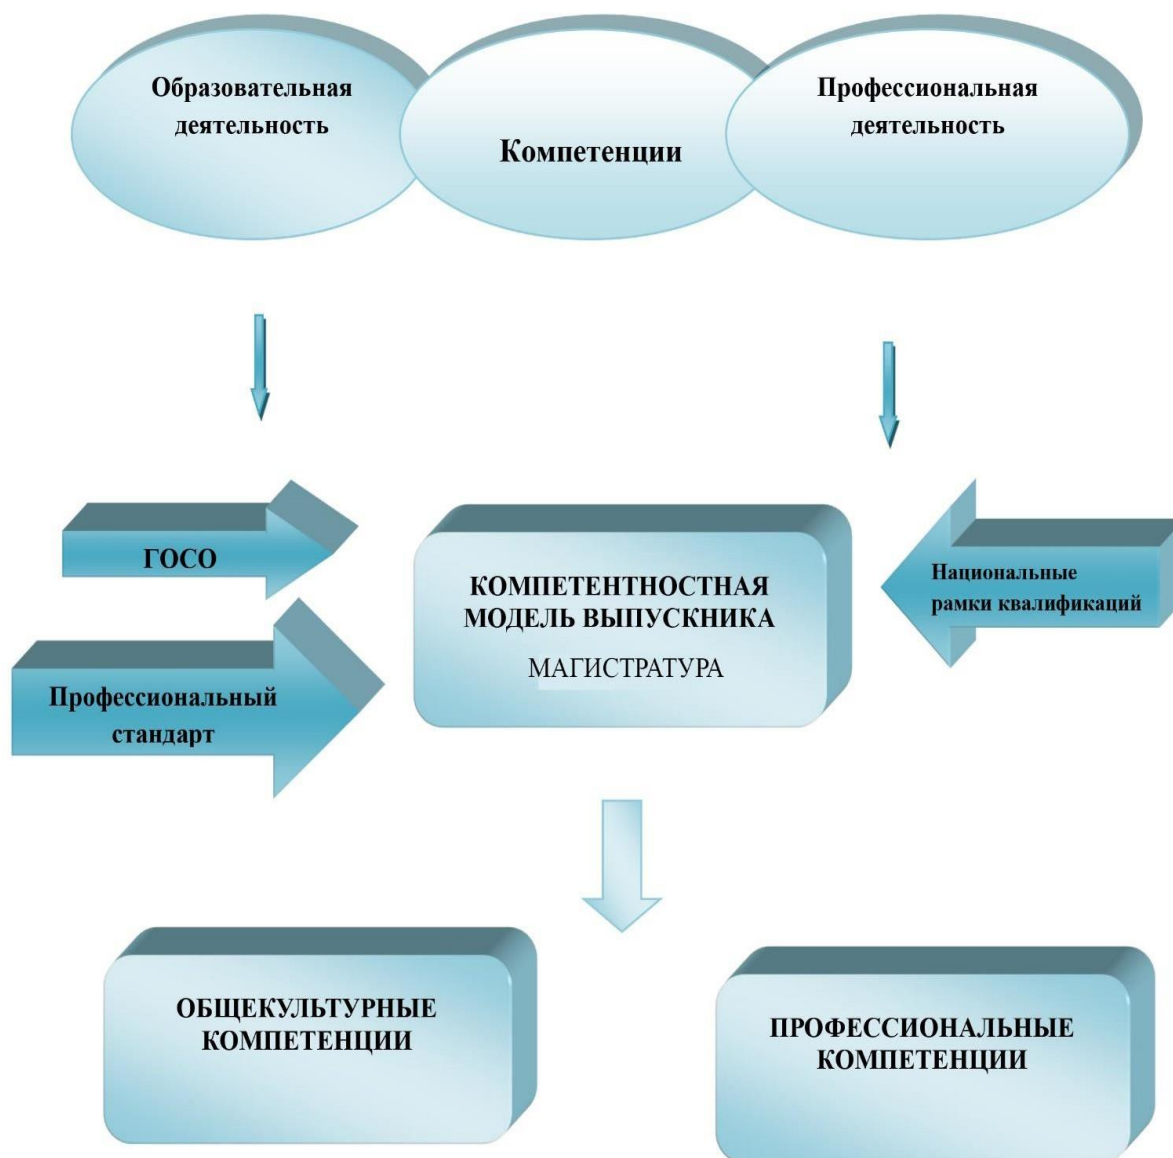 Образовательная
деятельность
Компетенции
Профессиональная
деятельность
ГОСО
Профессиональный
стандарт
КОМПЕТЕНТНОСТНАЯ
МОДЕЛЬ ВЫПУСКНИКА
МАГИСТРАТУРА
Национальные
рамки квалификаций
ОБЩЕКУЛЬТУРНЫЕ
КОМПЕТЕНЦИИ
ПРОФЕССИОНАЛЬНЫЕ
КОМПЕТЕНЦИИ